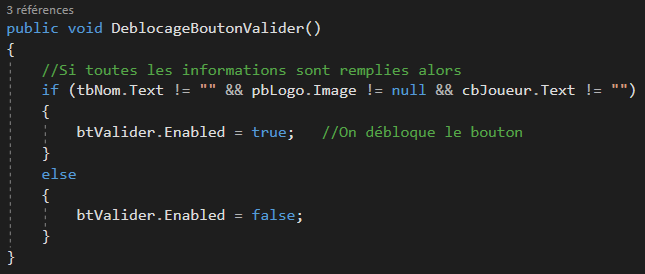 3 références
public void DeblocageBoutonValider()
{
//Si toutes les informations sont remplies alors
if (tbNom.Text != "" && pbLogo.Image != null && cbJoueur.Text != "")
{
btValider.Enabled = true; //On débloque le bouton
}
else
{
btValider.Enabled = false;
}
}